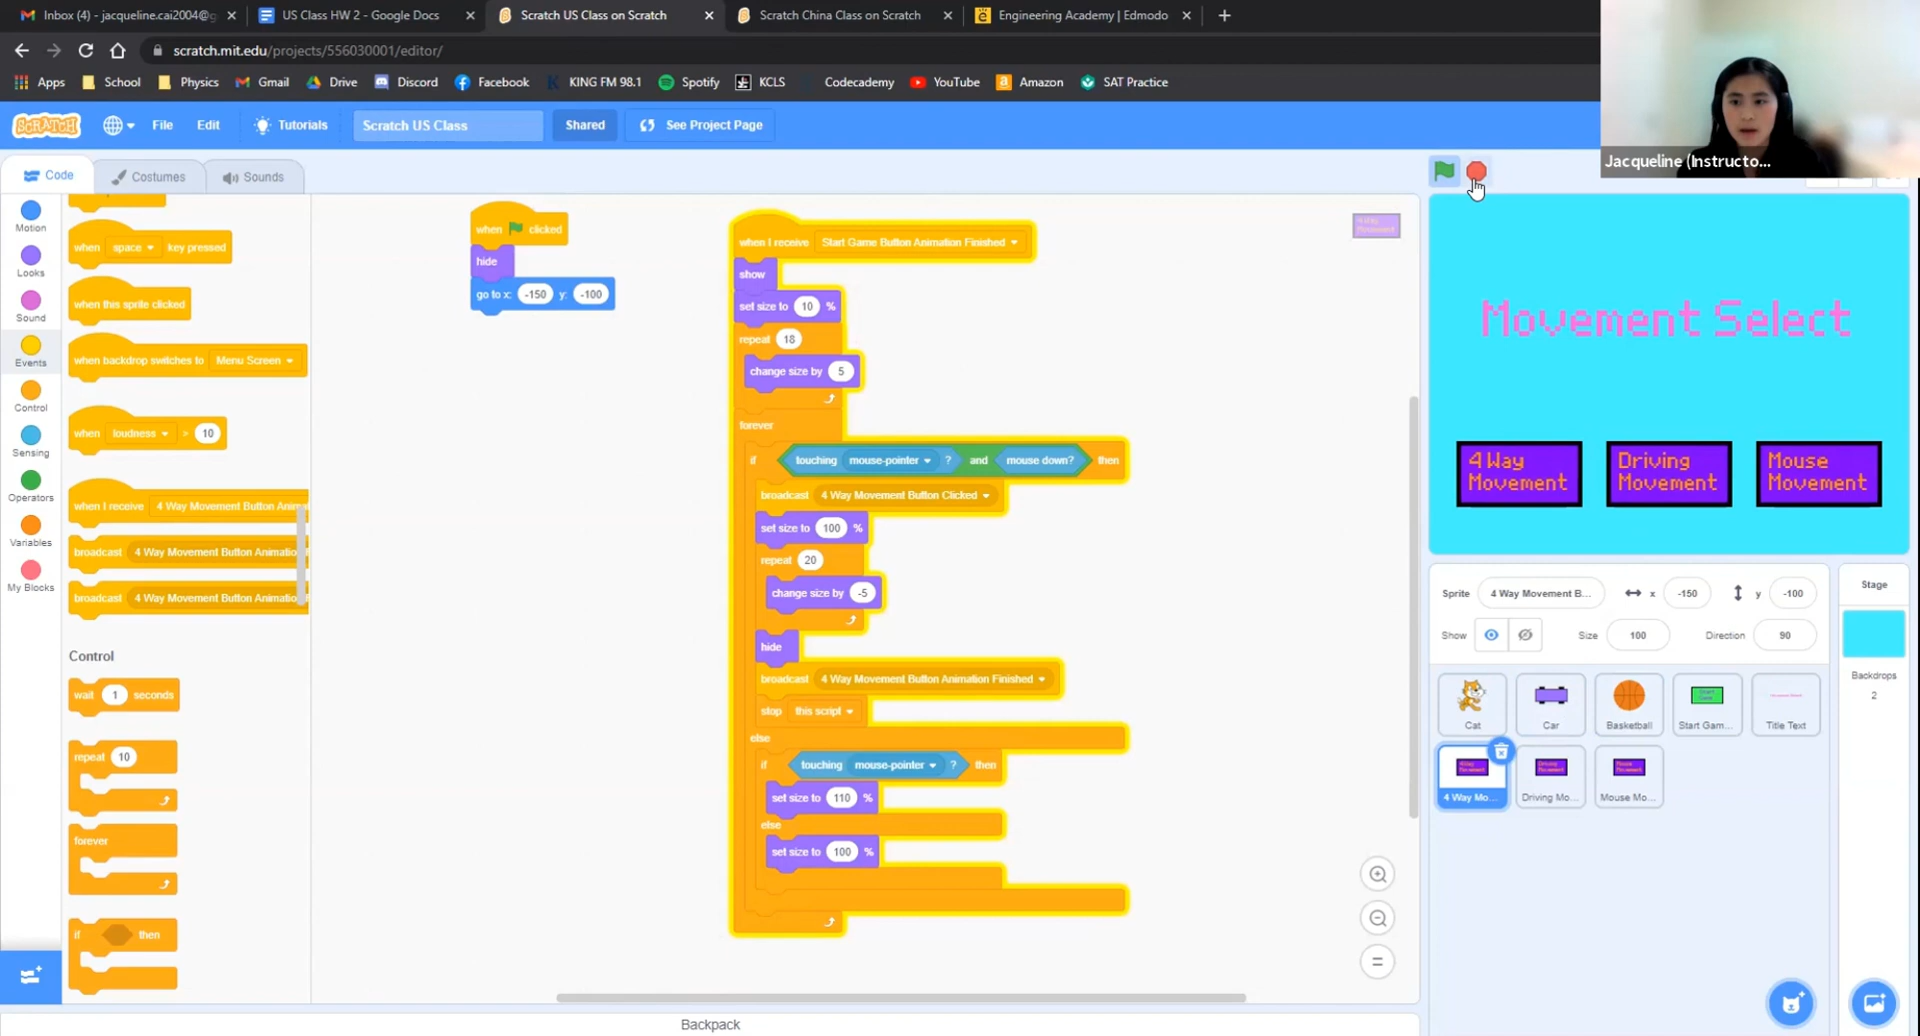 Inbox (4) - jacqueline.cai2004@g
US Class HW 2 - Google Docs
Scratch US Class on Scratch
Scratch China Class on Scratch
Engineering Academy | Edmodo
scratch.mit.edu/projects/556030001/editor/
Apps School Physics Gmail Drive Discord Facebook KING FM 98.1 Spotify KCLS Codecademy YouTube Amazon SAT Practice
SCRATCH File Edit Tutorials Scratch US Class Shared See Project Page
Jacqueline (Instructo...
Code Costumes Sounds
Motion
Looks
Sound
Events
Control
Sensing
Operators
Variables
My Blocks
when space key pressed
when this sprite clicked
when backdrop switches to Menu Screen
when loudness > 10
when I receive 4 Way Movement Button Anima
broadcast 4 Way Movement Button Animatio
broadcast 4 Way Movement Button Animatio
Control
wait 1 seconds
repeat 10
forever
if then
when clicked
hide
go to x: -150 y: -100
when I receive Start Game Button Animation Finished
show
set size to 10 %
repeat 18
change size by 5
forever
if touching mouse-pointer ? and mouse down? then
broadcast 4 Way Movement Button Clicked
set size to 100 %
repeat 20
change size by -5
hide
broadcast 4 Way Movement Button Animation Finished
stop this script
else
if touching mouse-pointer ? then
set size to 110 %
else
set size to 100 %
Backpack
4 Way
Movement
Movement Select
4 Way
Movement
Driving
Movement
Mouse
Movement
Sprite 4 Way Movement B... x -150 y -100
Show Size 100 Direction 90
Stage
Backdrops
2
Cat
Car
Basketball
Start Gam...
Title Text
4 Way Mo...
Driving Mo...
Mouse Mo...